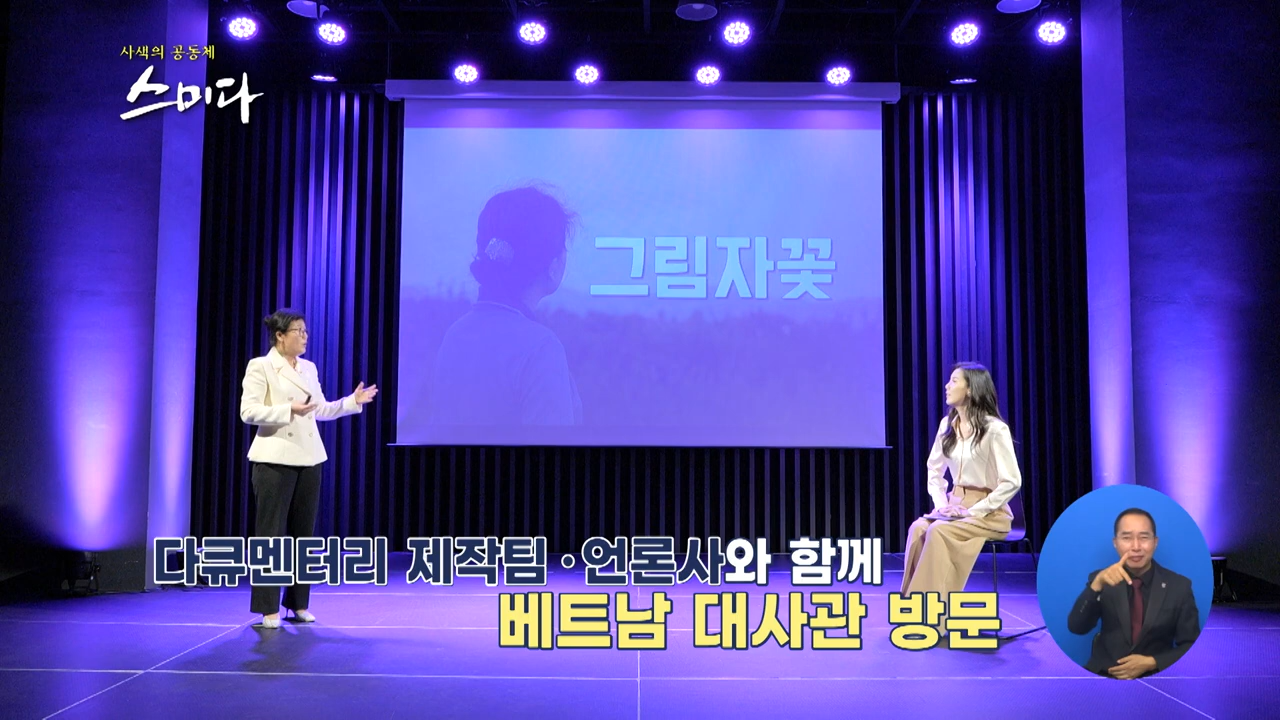 사색의 공동체
스미다
그림자꽃
다큐멘터리 제작팀·언론사와 함께
베트남 대사관 방문